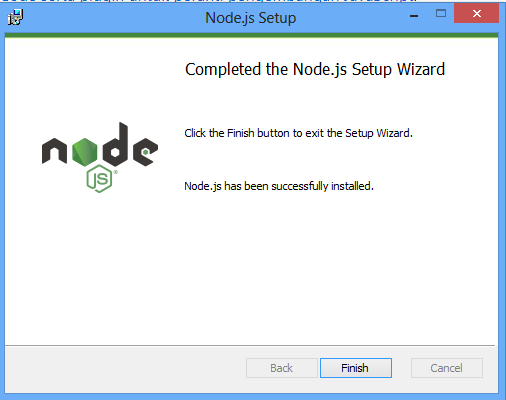 Node.js Setup
Completed the Node.js Setup Wizard
node
JS®
Click the Finish button to exit the Setup Wizard.
Node.js has been successfully installed.
Back
Finish
Cancel